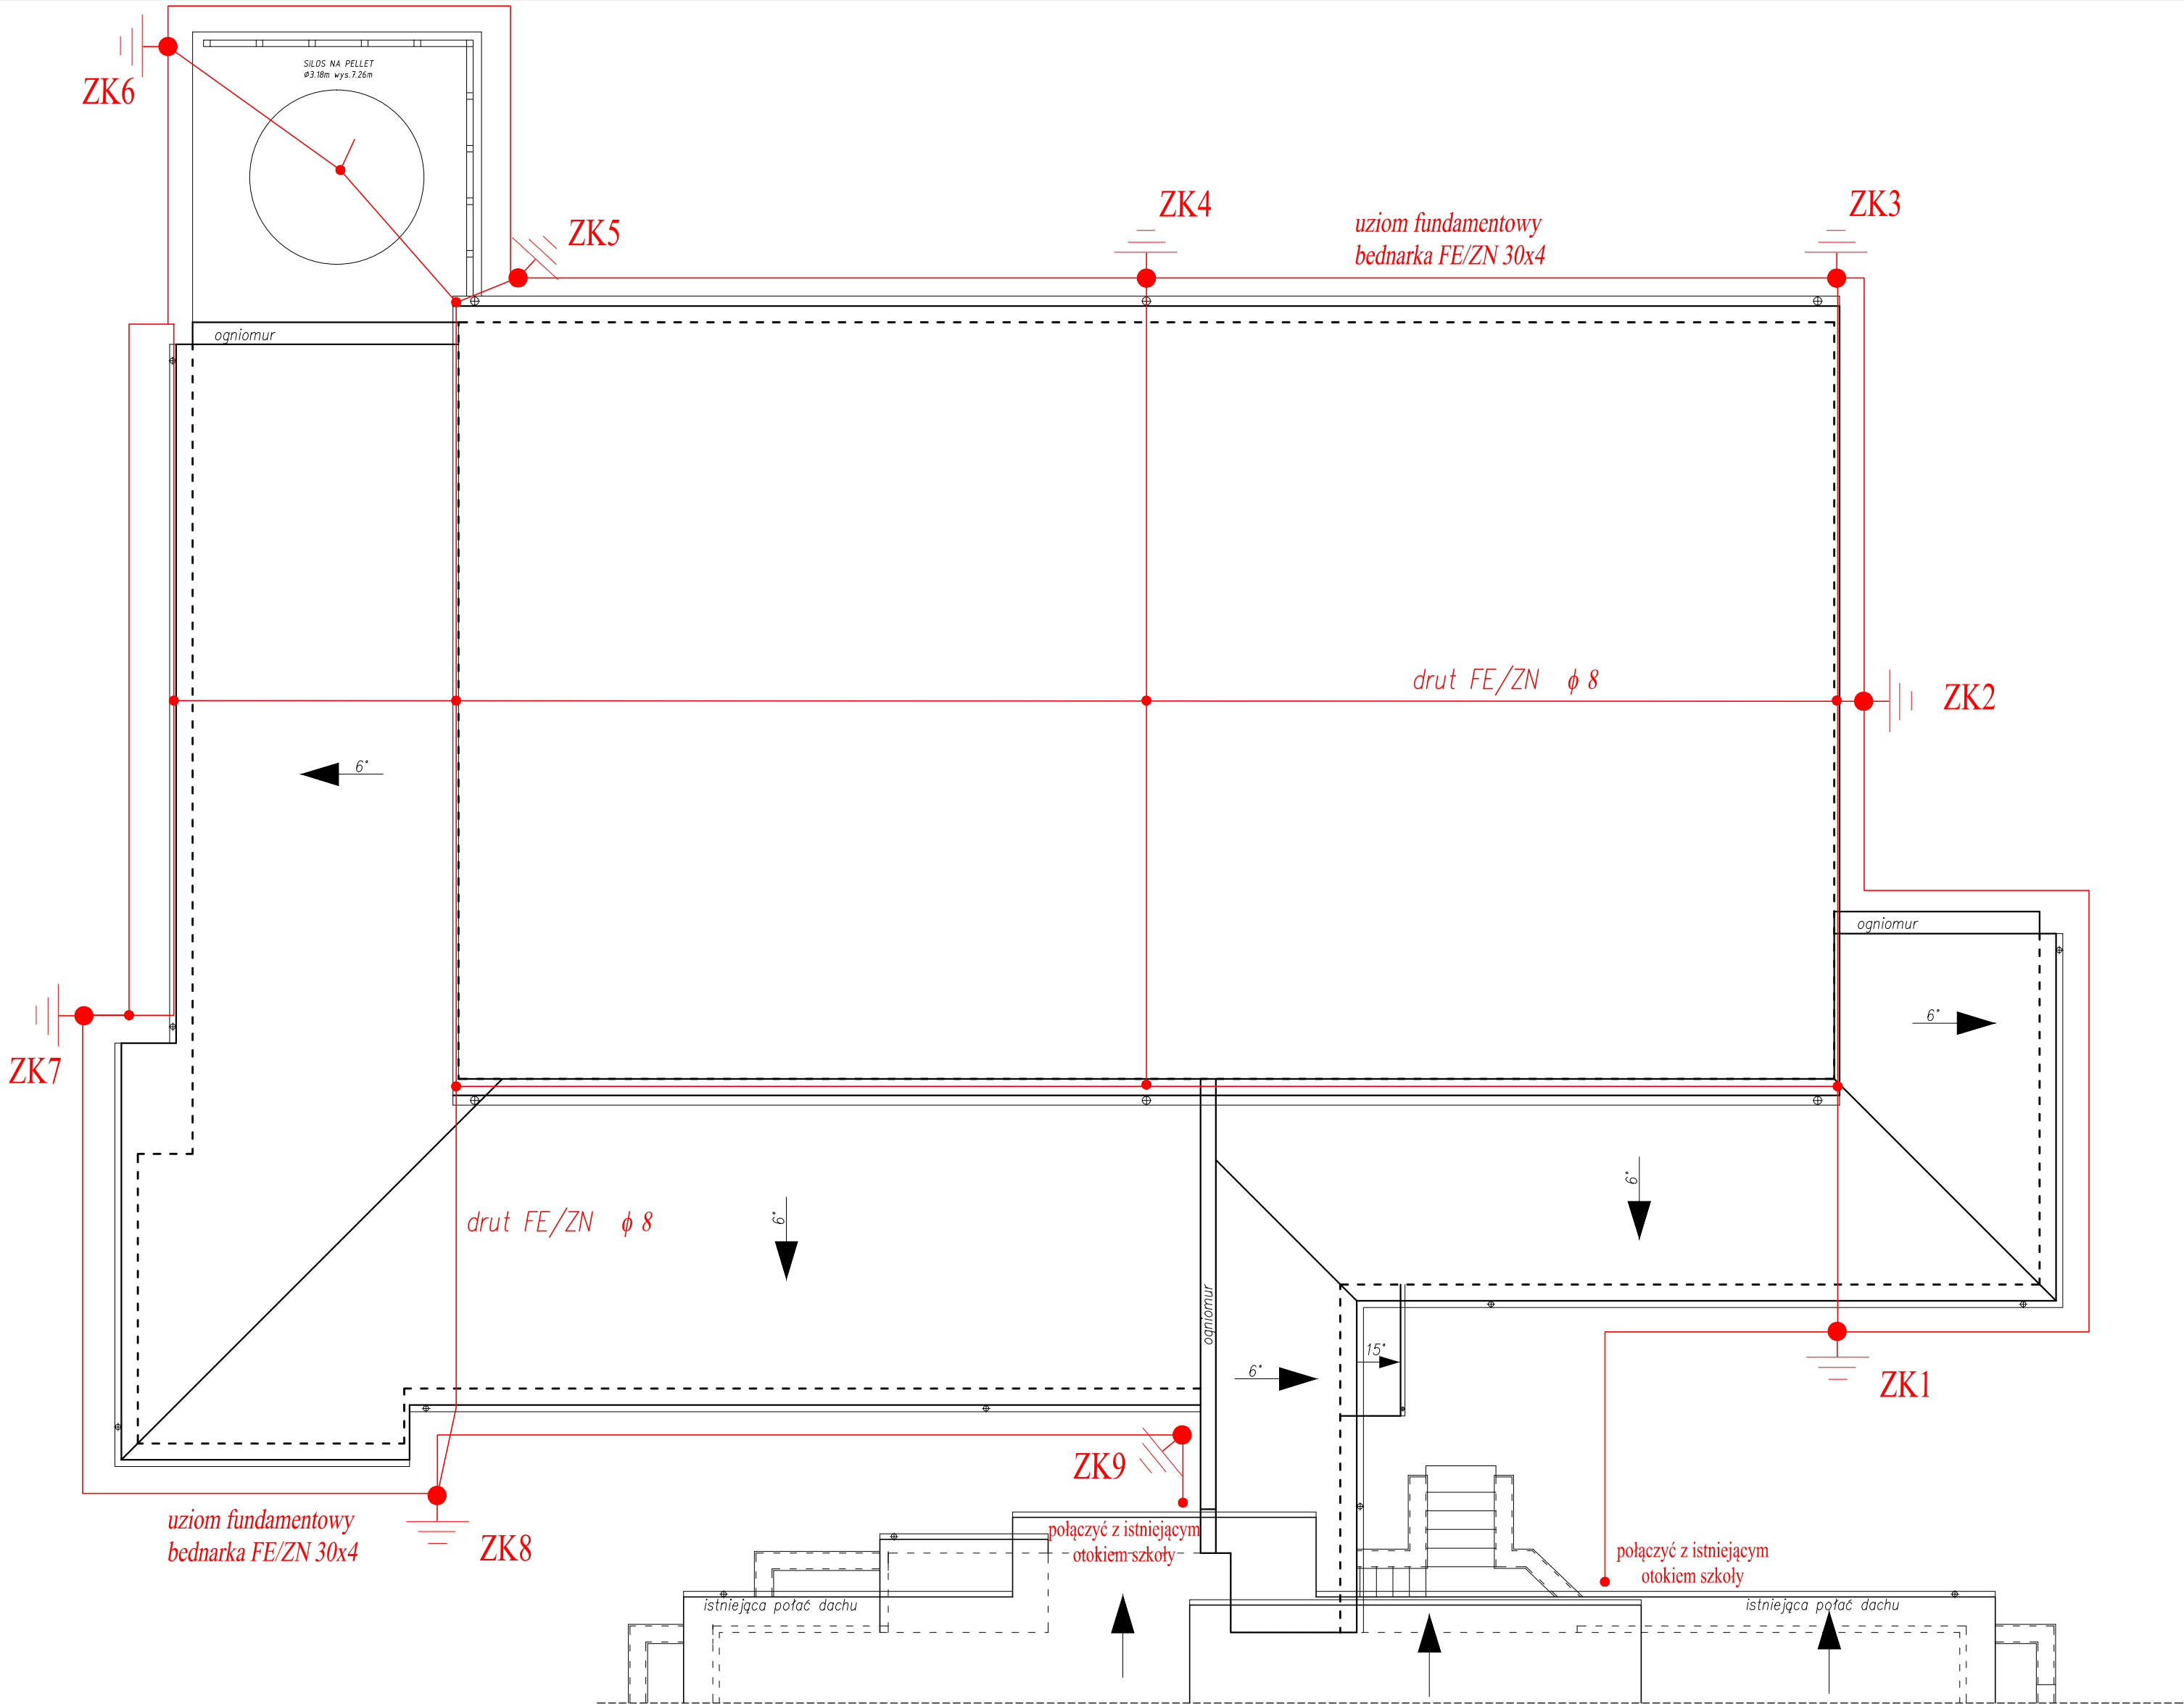 SILOS NA PELLET
Ø3.18m wys.7.26m
ZK6
ZK5
ZK4
uziom fundamentowy
bednarka FE/ZN 30x4
ZK3
ogniomur
drut FE/ZN ϕ 8
ZK2
6°
ogniomur
6°
ZK7
6°
drut FE/ZN ϕ 8
6°
ogniomur
15°
6°
ZK1
ZK9
uziom fundamentowy
bednarka FE/ZN 30x4
ZK8
połączyć z istniejącym
otokiem szkoły
połączyć z istniejącym
otokiem szkoły
istniejąca połać dachu
istniejąca połać dachu